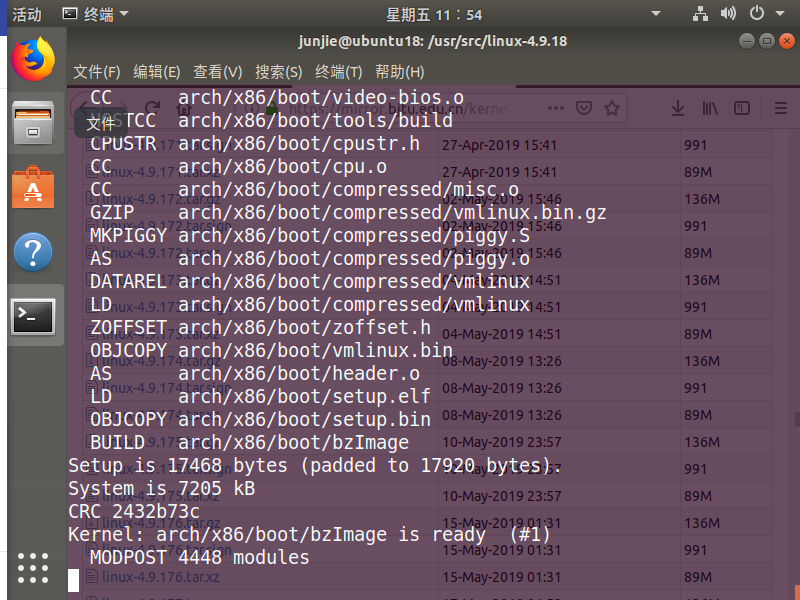 活动 终端 星期五 11：54
junjie@ubuntu18: /usr/src/linux-4.9.18
文件(F) 编辑(E) 查看(V) 搜索(S) 终端(T) 帮助(H)
CC arch/x86/boot/video-bios.o
https://mirror.bjtu.edu.cn/kerne
HOSTCC arch/x86/boot/tools/build
文件
CPUSTR arch/x86/boot/cpustr.h
27-Apr-2019 15:41 991
CC arch/x86/boot/cpu.o
27-Apr-2019 15:41 89M
CC arch/x86/boot/compressed/misc.o
02-May-2019 15:46 136M
GZIP arch/x86/boot/compressed/vmlinux.bin.gz
02-May-2019 15:46 991
MKPIGGY arch/x86/boot/compressed/piggy.S
02-May-2019 15:46 89M
AS arch/x86/boot/compressed/piggy.o
DATAREL arch/x86/boot/compressed/vmlinux
04-May-2019 14:51 136M
LD arch/x86/boot/compressed/vmlinux
04-May-2019 14:51 991
ZOFFSET arch/x86/boot/zoffset.h
04-May-2019 14:51 89M
OBJCOPY arch/x86/boot/vmlinux.bin
linux-4.9.174.tar.gz 08-May-2019 13:26 136M
AS arch/x86/boot/header.o
linux-4.9.174.tar.sign 08-May-2019 13:26 991
LD arch/x86/boot/setup.elf
08-May-2019 13:26 89M
OBJCOPY arch/x86/boot/setup.bin
BUILD arch/x86/boot/bzImage
10-May-2019 23:57 136M
Setup is 17468 bytes (padded to 17920 bytes).
991
System is 7205 kB
linux-4.9.175.tar.xz 10-May-2019 23:57 89M
CRC 2432b73c
linux-4.9.176.tar.gz 15-May-2019 01:31 136M
Kernel: arch/x86/boot/bzImage is ready (#1)
15-May-2019 01:31 991
MODPOST 4448 modules
linux-4.9.176.tar.xz 15-May-2019 01:31 89M